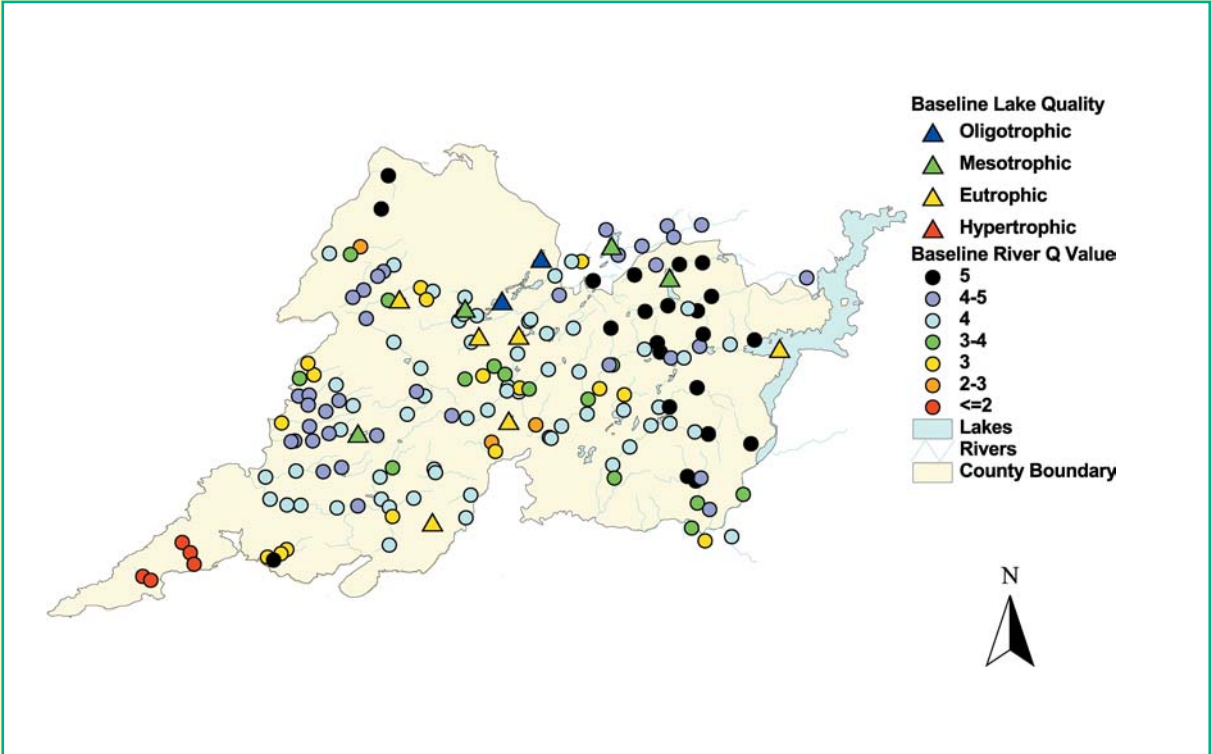 Baseline Lake Quality
Oligotrophic
Mesotrophic
Eutrophic
Hypertrophic
Baseline River Q Value
5
4-5
4
3-4
3
2-3
<=2
Lakes
Rivers
County Boundary
N